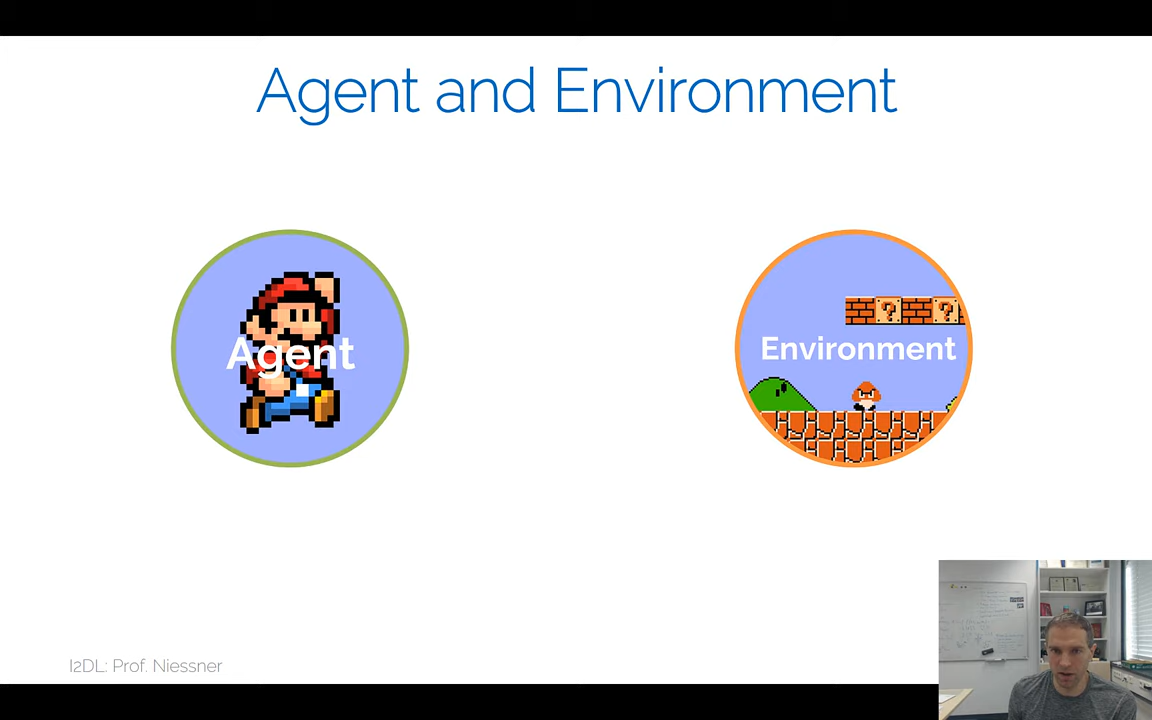 Agent and Environment
Agent
Environment
? ?
I2DL: Prof. Niessner